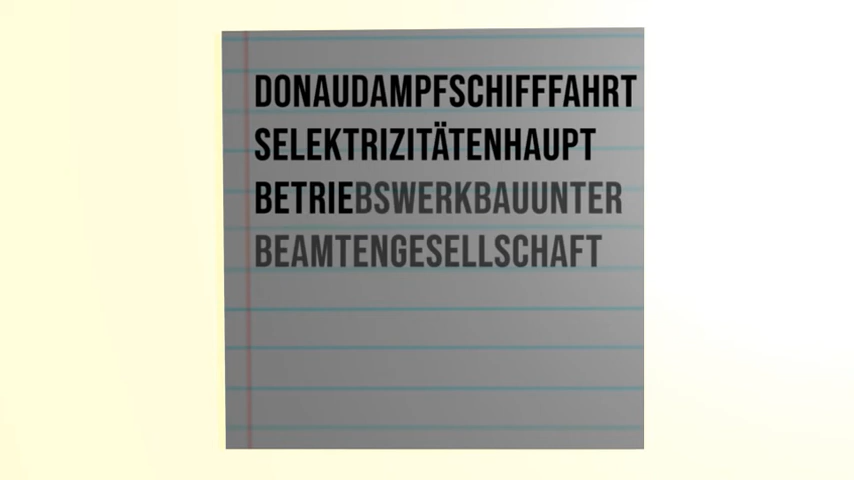 DONAUDAMPFSCHIFFFAHRT
SELEKTRIZITÄTENHAUPT
BETRIEBSWERKBAUUNTER
BEAMTENGESELLSCHAFT